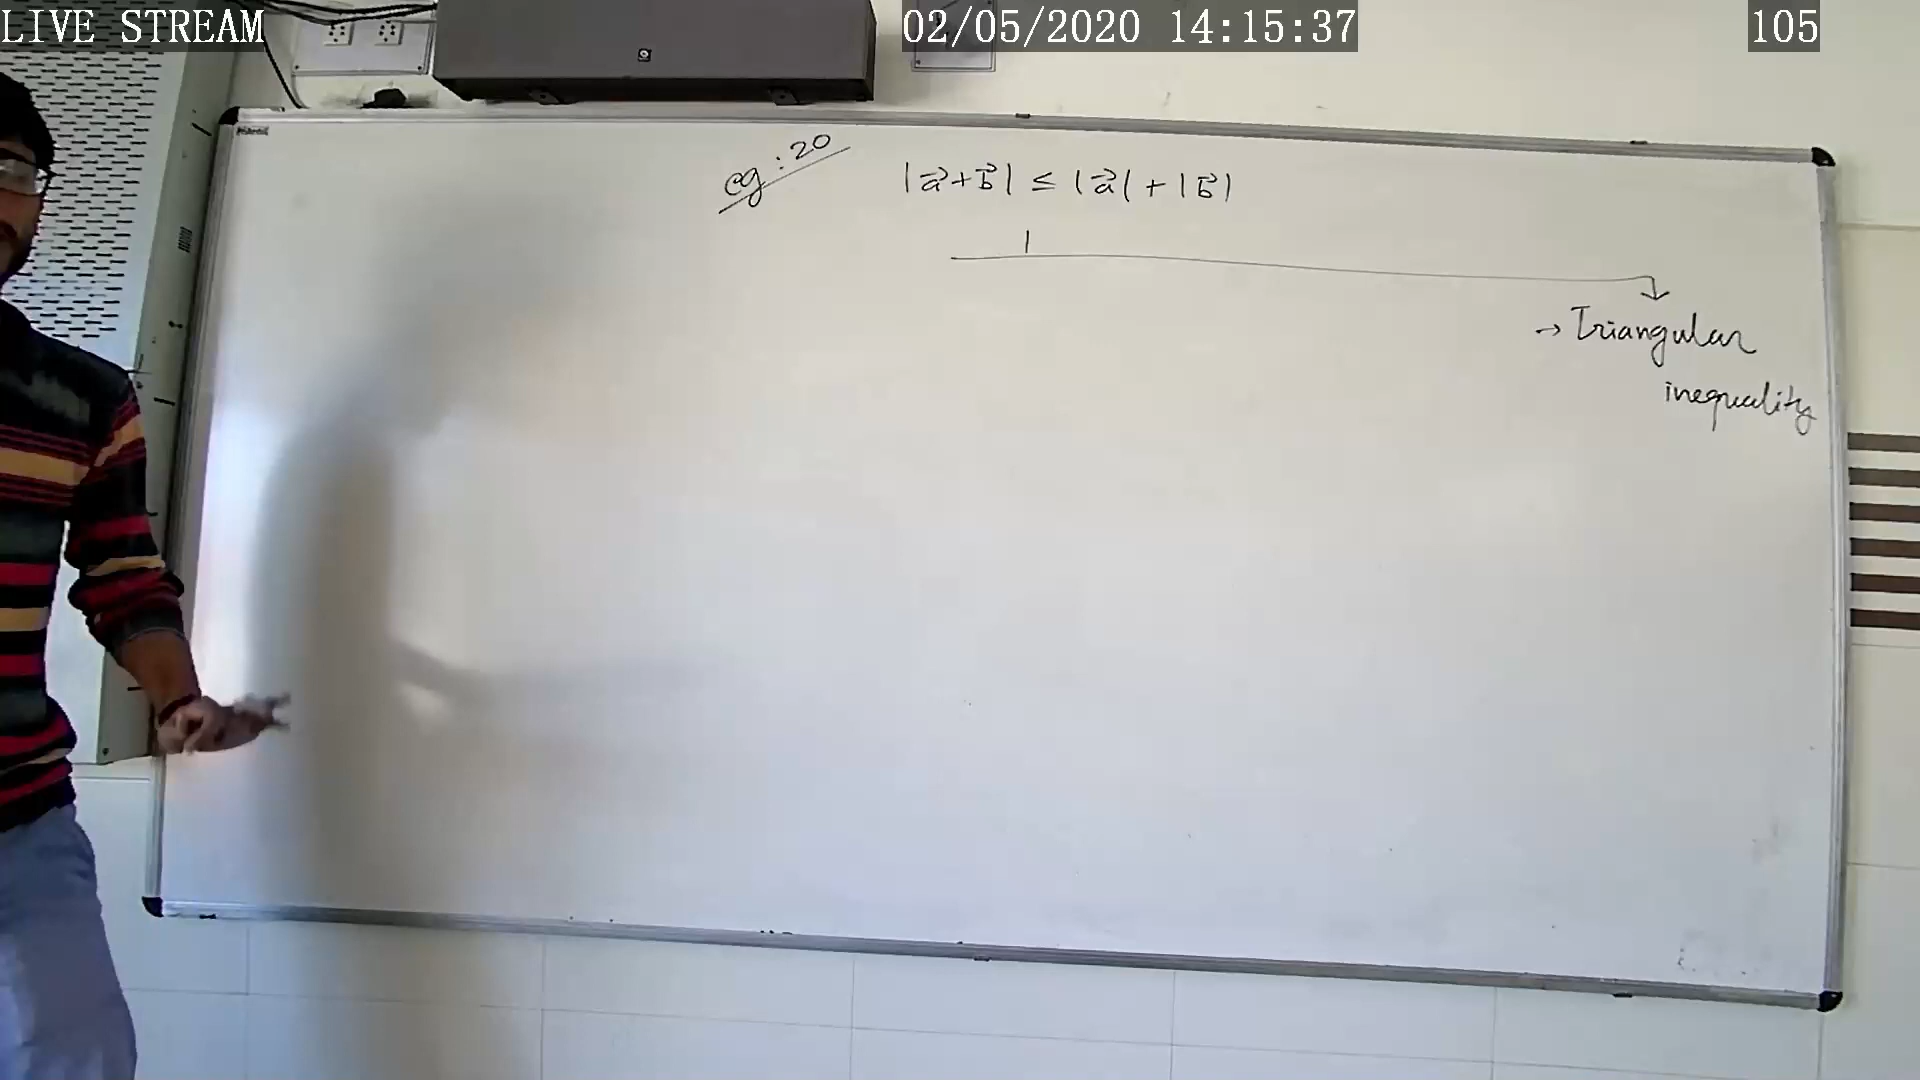 LIVE STREAM 02/05/2020 14:15:37 105
eg : 20 |a⃗+b⃗| ≤ |a⃗| + |b⃗|
→ Triangular
inequality